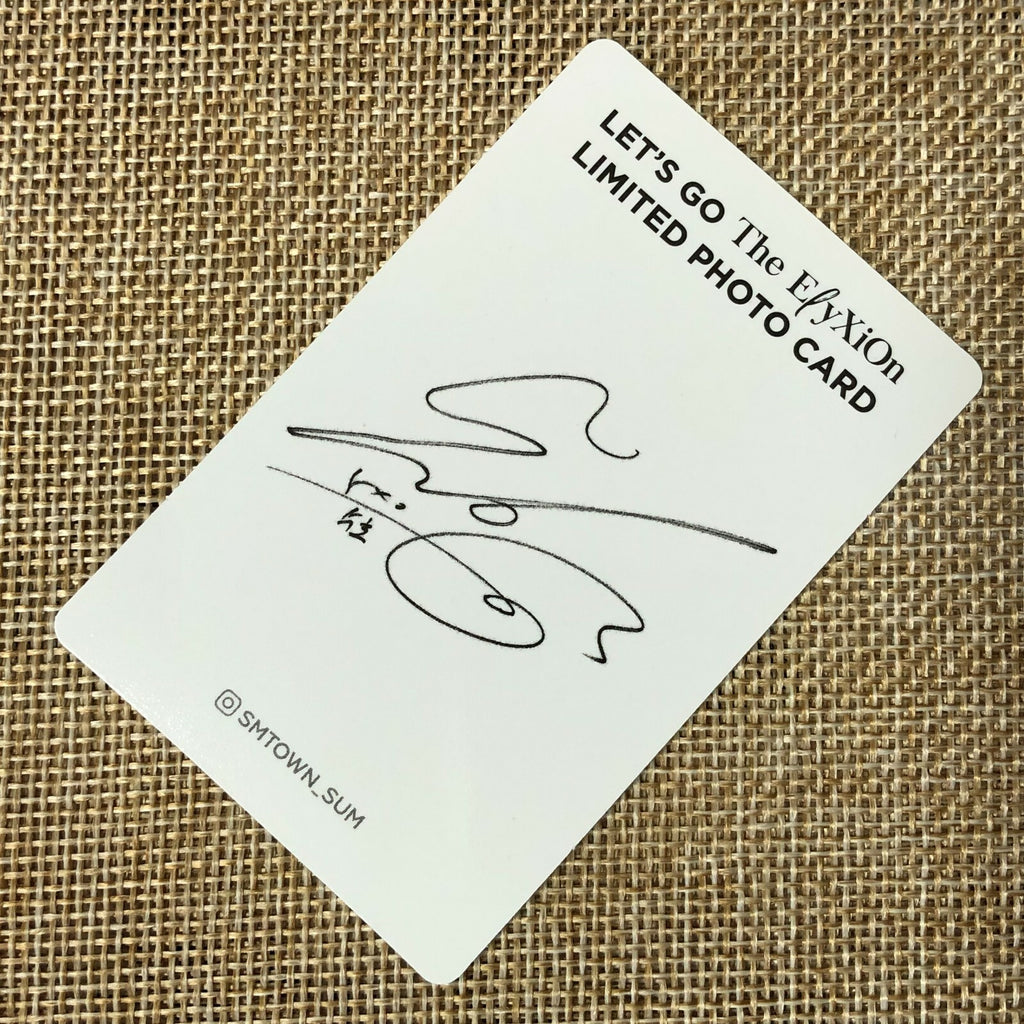 LET'S GO The ElyXiOn
LIMITED PHOTO CARD
SMTOWN_SUM